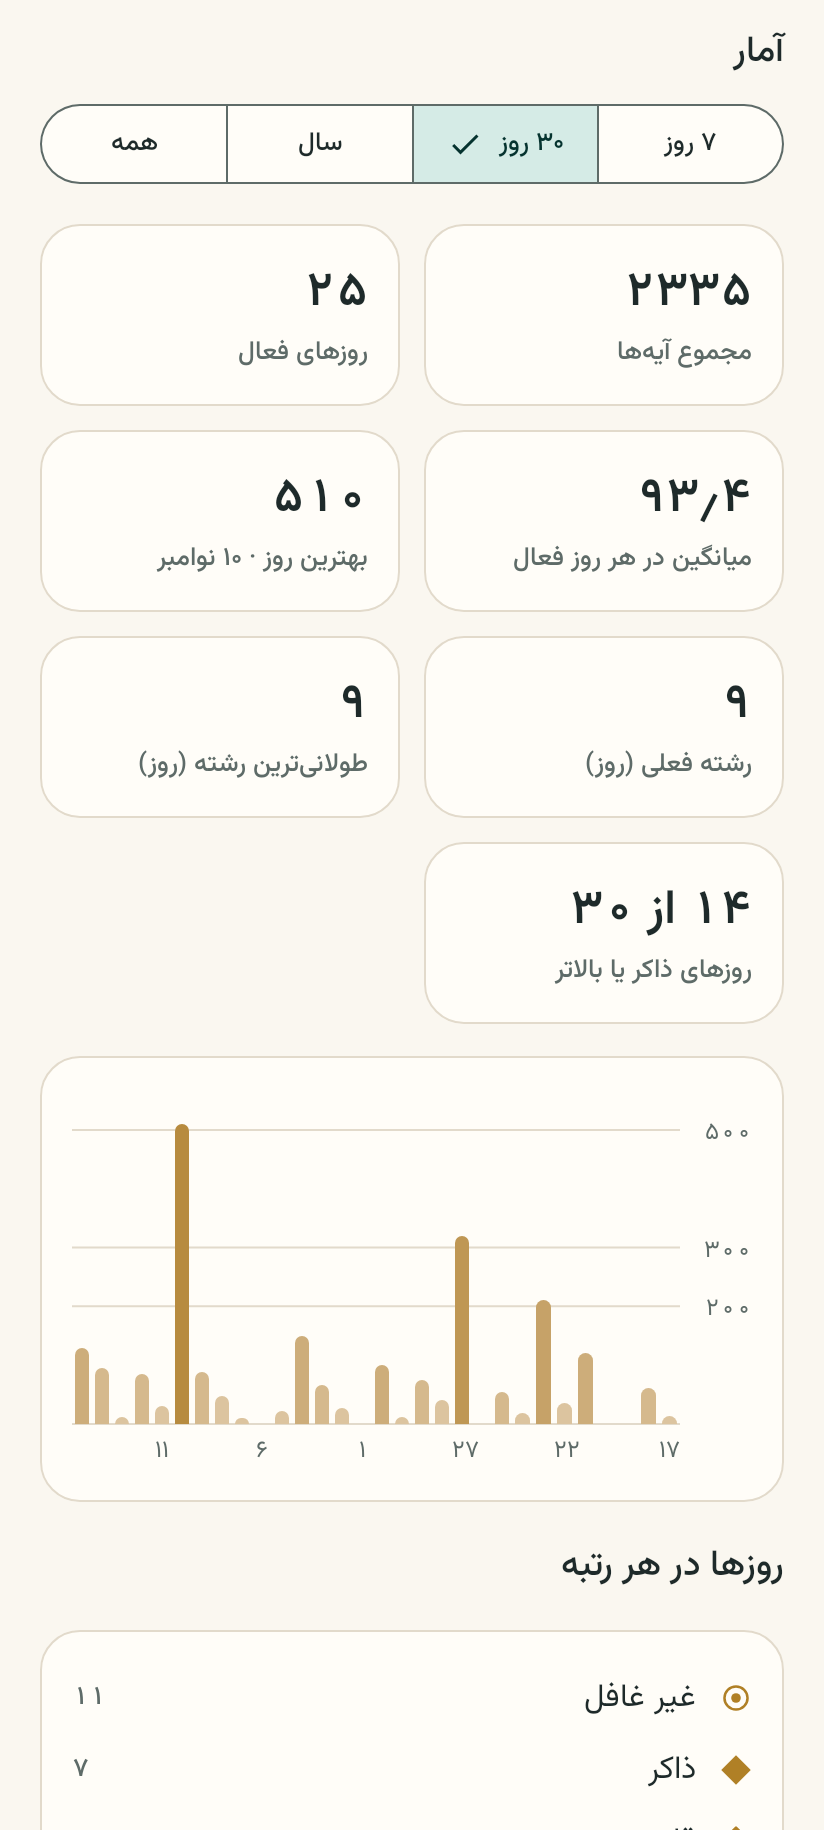 آمار
۷ روز
۳۰ روز
سال
همه
۲۳۳۵
مجموع آیه‌ها
۲۵
روزهای فعال
۹۳٫۴
میانگین در هر روز فعال
۵۱۰
بهترین روز · ۱۰ نوامبر
۹
رشته فعلی (روز)
۹
طولانی‌ترین رشته (روز)
۱۴ از ۳۰
روزهای ذاکر یا بالاتر
۵۰۰
۳۰۰
۲۰۰
۱۷
۲۲
۲۷
۱
۶
۱۱
روزها در هر رتبه
غیر غافل
۱۱
ذاکر
۷